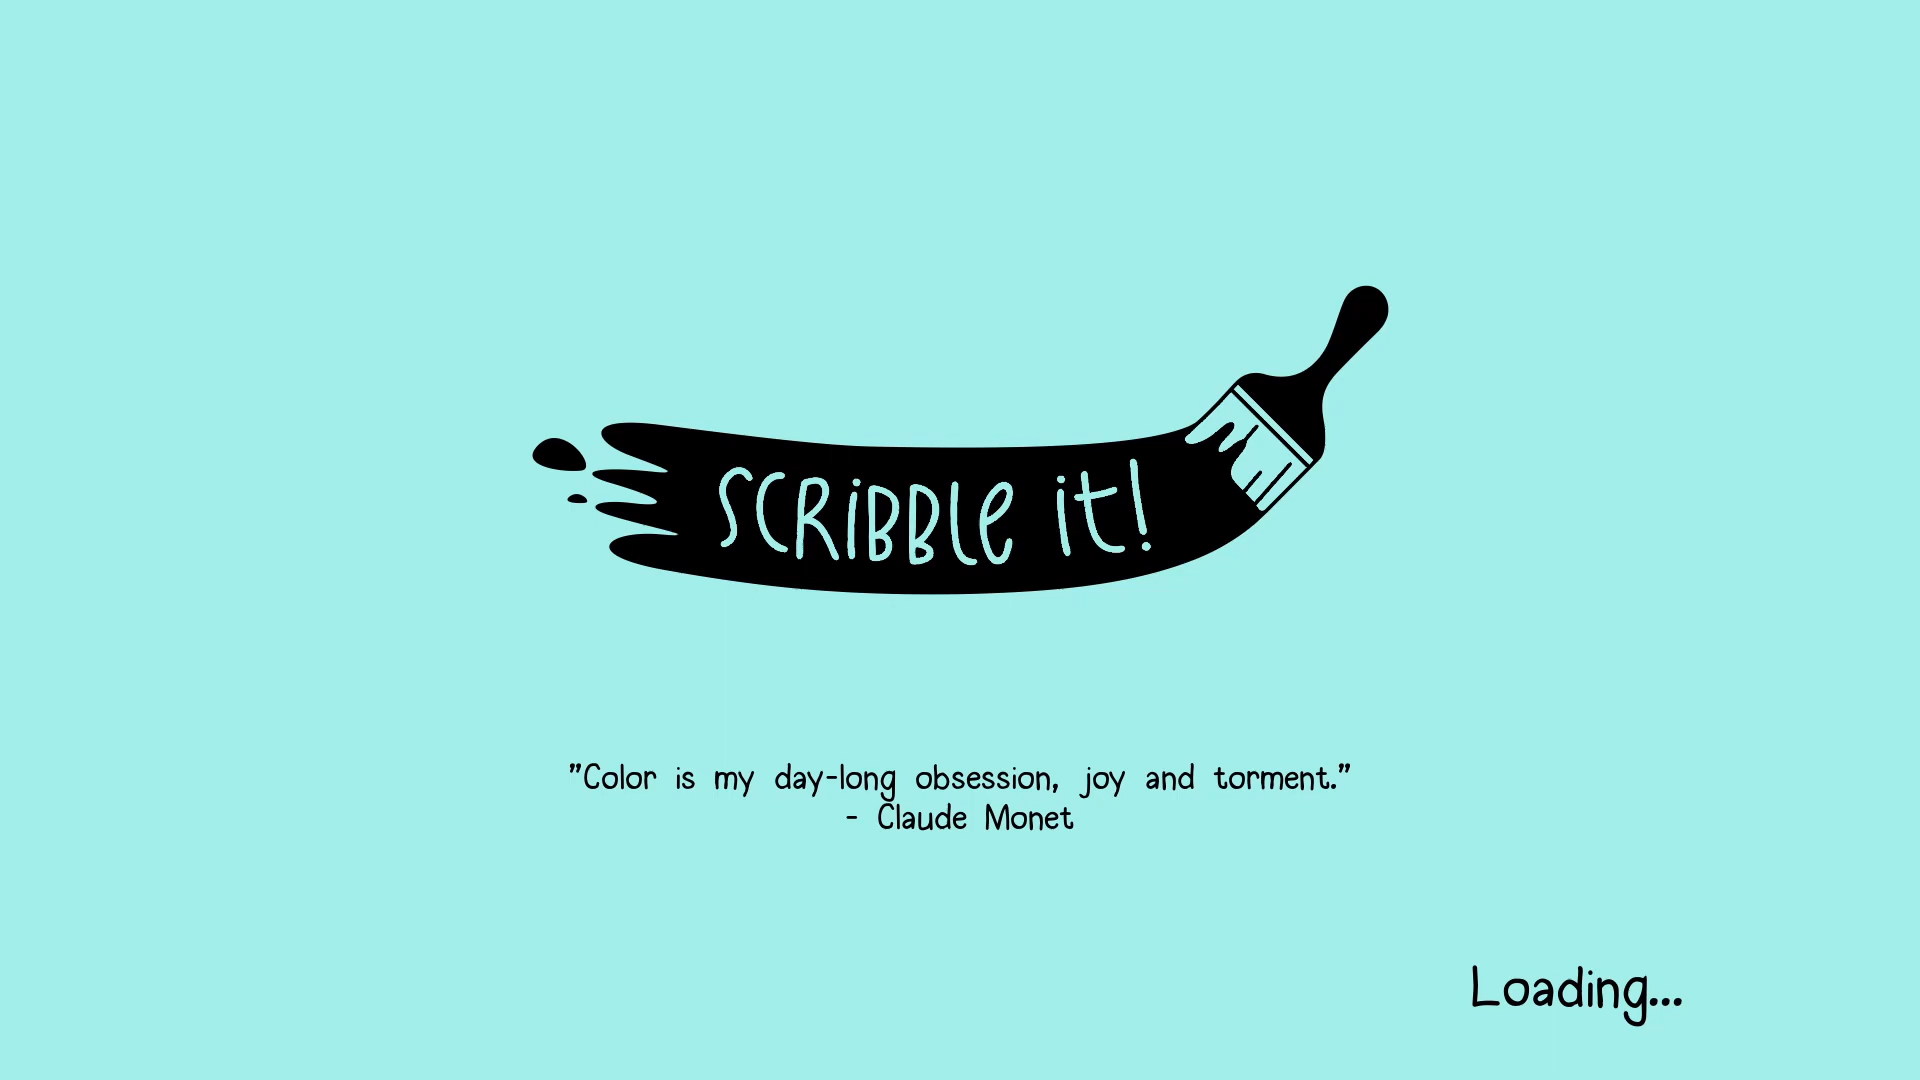 SCRIBBLE it!
"Color is my day-long obsession, joy and torment."
- Claude Monet
Loading...